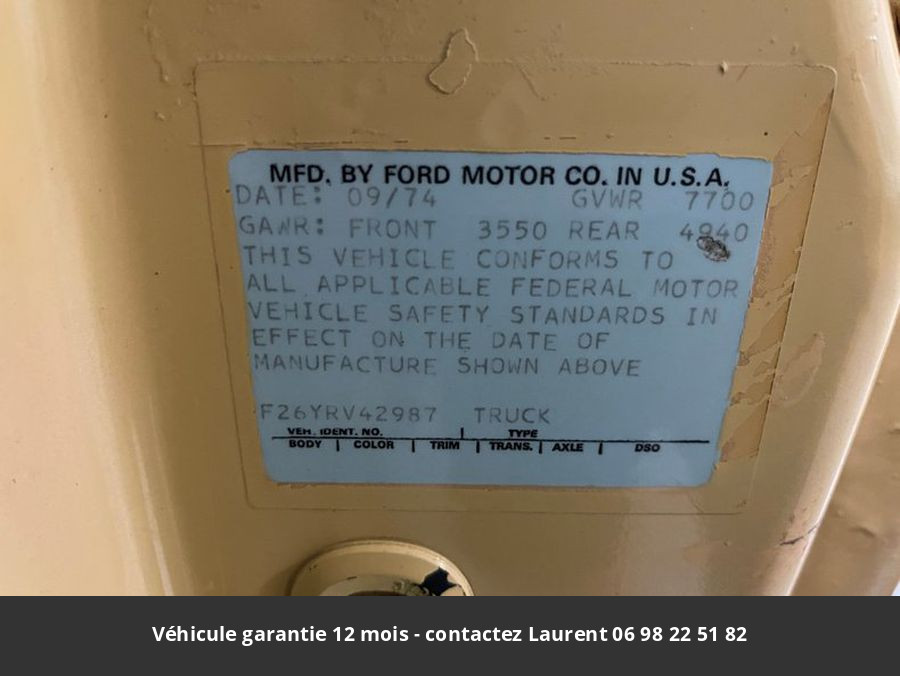 MFD. BY FORD MOTOR CO. IN U.S.A.
DATE: 09/74 GVWR 7700
GAWR: FRONT 3550 REAR 4940
THIS VEHICLE CONFORMS TO
ALL APPLICABLE FEDERAL MOTOR
VEHICLE SAFETY STANDARDS IN
EFFECT ON THE DATE OF
MANUFACTURE SHOWN ABOVE
F26YRV42987 TRUCK
VEH. IDENT. NO. TYPE
BODY COLOR TRIM TRANS. AXLE DSO
Véhicule garantie 12 mois - contactez Laurent 06 98 22 51 82